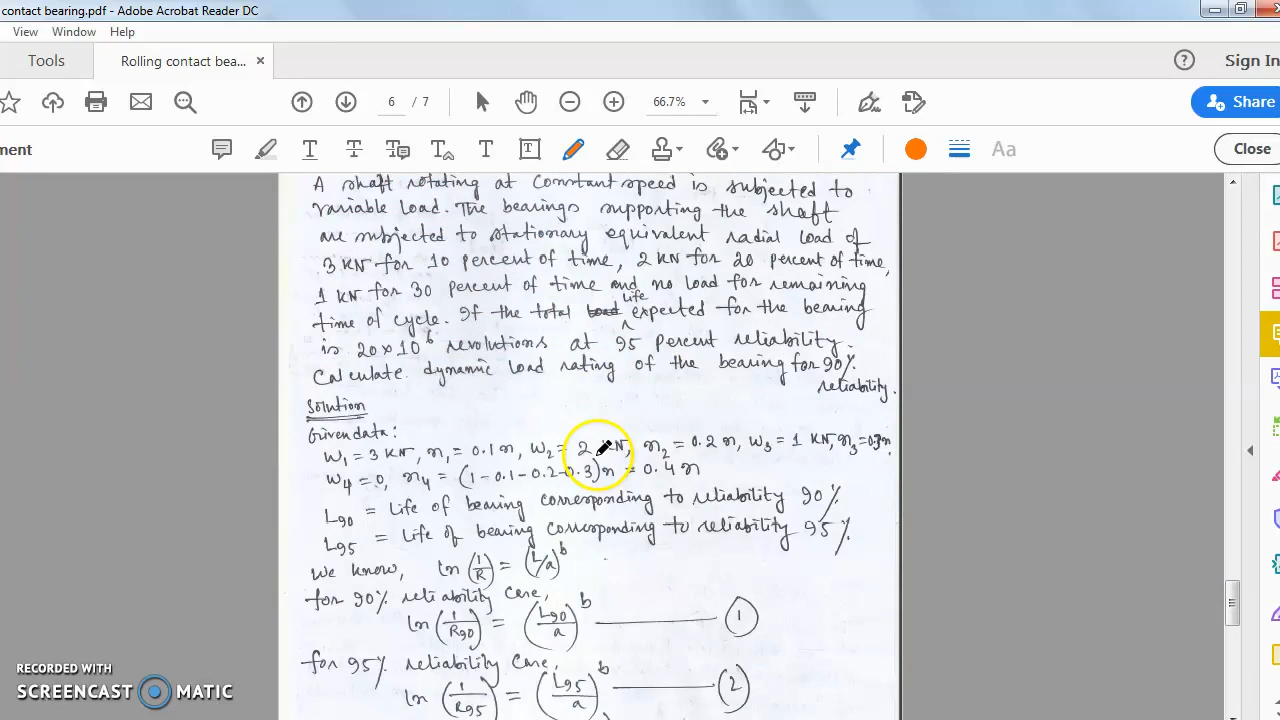 contact bearing.pdf - Adobe Acrobat Reader DC
View Window Help
Tools Rolling contact bea... × Sign In
6 / 7 66.7% Share
ment Aa Close
A shaft rotating at constant speed is subjected to
variable load. The bearings supporting the shaft
are subjected to stationary equivalent radial load of
3 KN for 10 percent of time, 2 KN for 20 percent of time,
1 KN for 30 percent of time and no load for remaining
time of cycle. If the total load life expected for the bearing
is 20×10⁶ revolutions at 95 percent reliability.
Calculate dynamic load rating of the bearing for 90%
reliability.
Solution
Given data:
W₁ = 3 KN, n₁ = 0.1 n, W₂ = 2 KN, n₂ = 0.2 n, W₃ = 1 KN, n₃ = 0.3 n.
W₄ = 0, n₄ = (1 - 0.1 - 0.2 - 0.3)n = 0.4 n
L₉₀ = Life of bearing corresponding to reliability 90%
L₉₅ = Life of bearing corresponding to reliability 95%.
We know, ln (1/R) = (L/a)ᵇ
for 90% reliability case,
ln (1/R₉₀) = (L₉₀/a)ᵇ ——— (1)
for 95% reliability case,
ln (1/R₉₅) = (L₉₅/a)ᵇ ——— (2)
RECORDED WITH
SCREENCAST MATIC